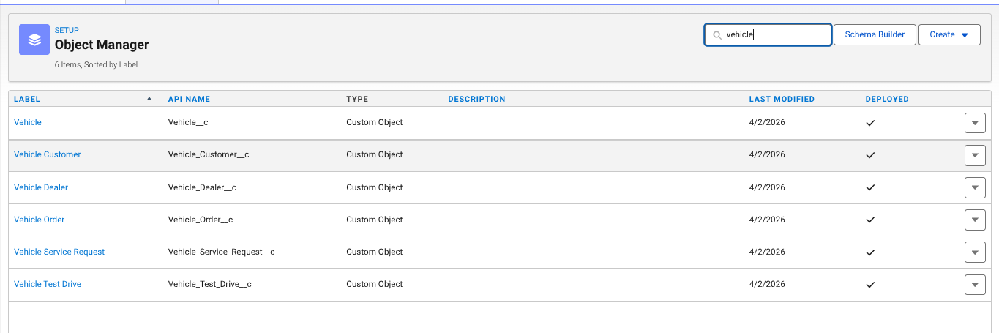 SETUP
Object Manager
6 Items, Sorted by Label
vehicle
Schema Builder
Create
LABEL API NAME TYPE DESCRIPTION LAST MODIFIED DEPLOYED
Vehicle Vehicle__c Custom Object 4/2/2026
Vehicle Customer Vehicle_Customer__c Custom Object 4/2/2026
Vehicle Dealer Vehicle_Dealer__c Custom Object 4/2/2026
Vehicle Order Vehicle_Order__c Custom Object 4/2/2026
Vehicle Service Request Vehicle_Service_Request__c Custom Object 4/2/2026
Vehicle Test Drive Vehicle_Test_Drive__c Custom Object 4/2/2026